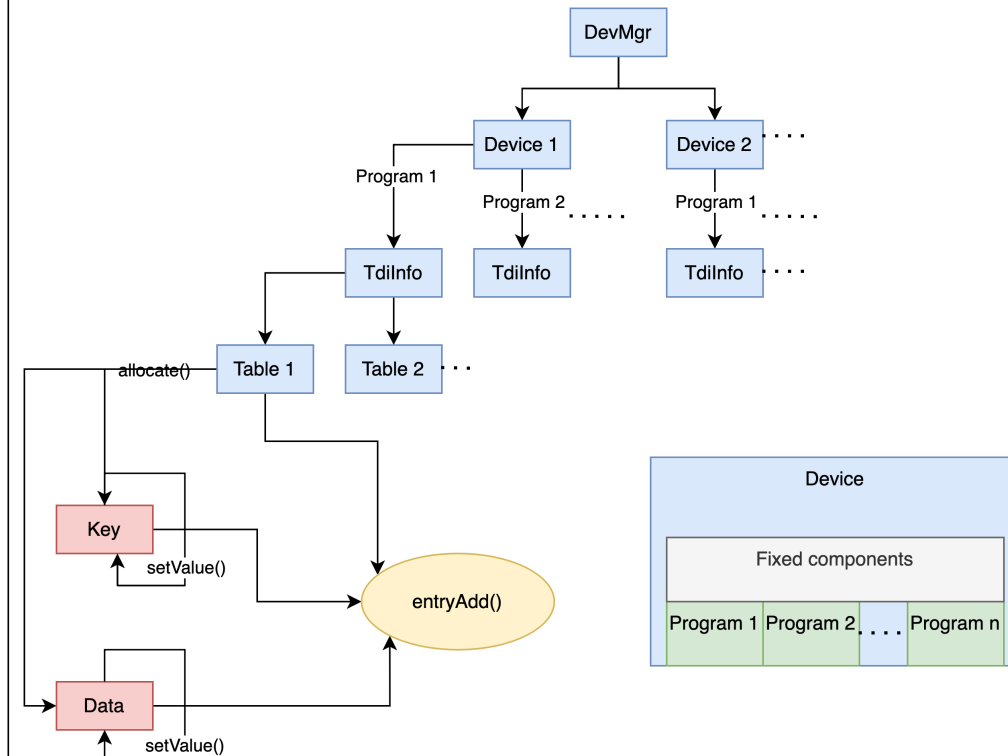 DevMgr
Device 1
Device 2
Program 1
Program 2
Program 1
TdiInfo
TdiInfo
TdiInfo
allocate()
Table 1
Table 2
Device
Key
Fixed components
setValue()
entryAdd()
Program 1
Program 2
Program n
Data
setValue()